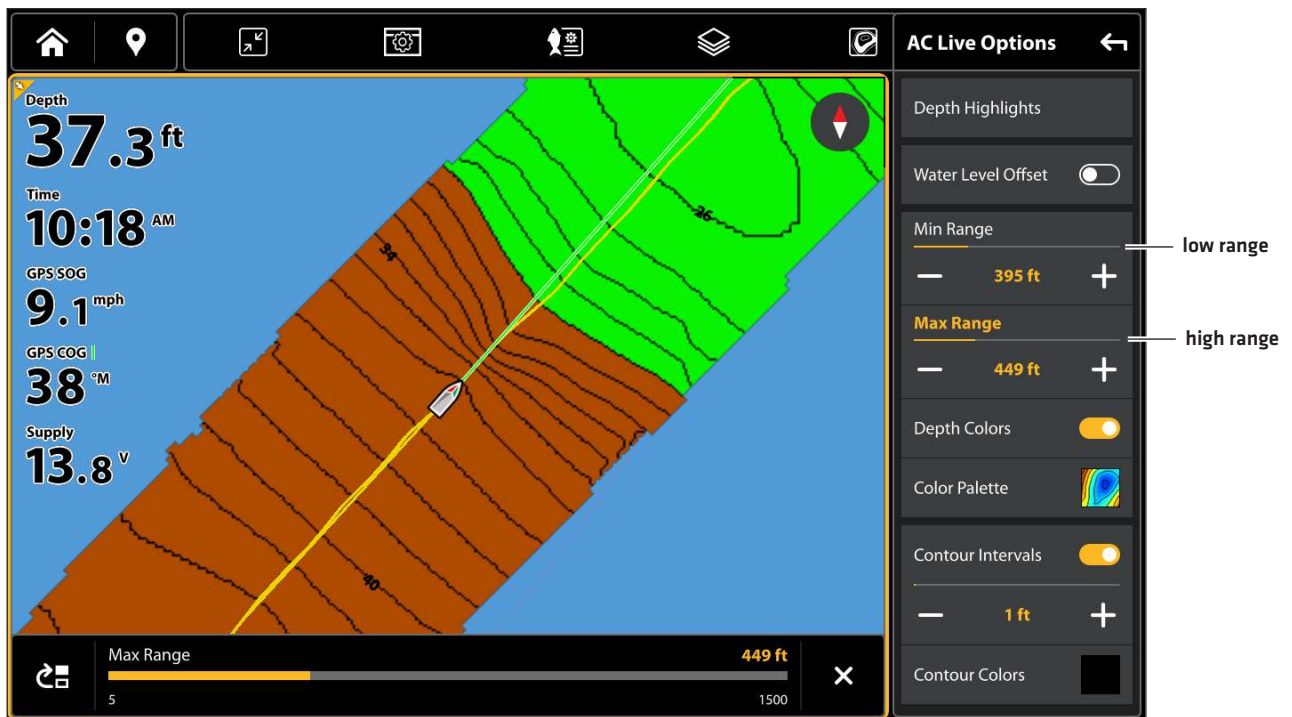 AC Live Options
Depth
37.3 ft
Time
10:18 AM
GPS SOG
9.1 mph
GPS COG
38 °M
Supply
13.8 V
26
34
40
Max Range
449 ft
5
1500
Depth Highlights
Water Level Offset
Min Range
395 ft
Max Range
449 ft
Depth Colors
Color Palette
Contour Intervals
1 ft
Contour Colors
low range
high range